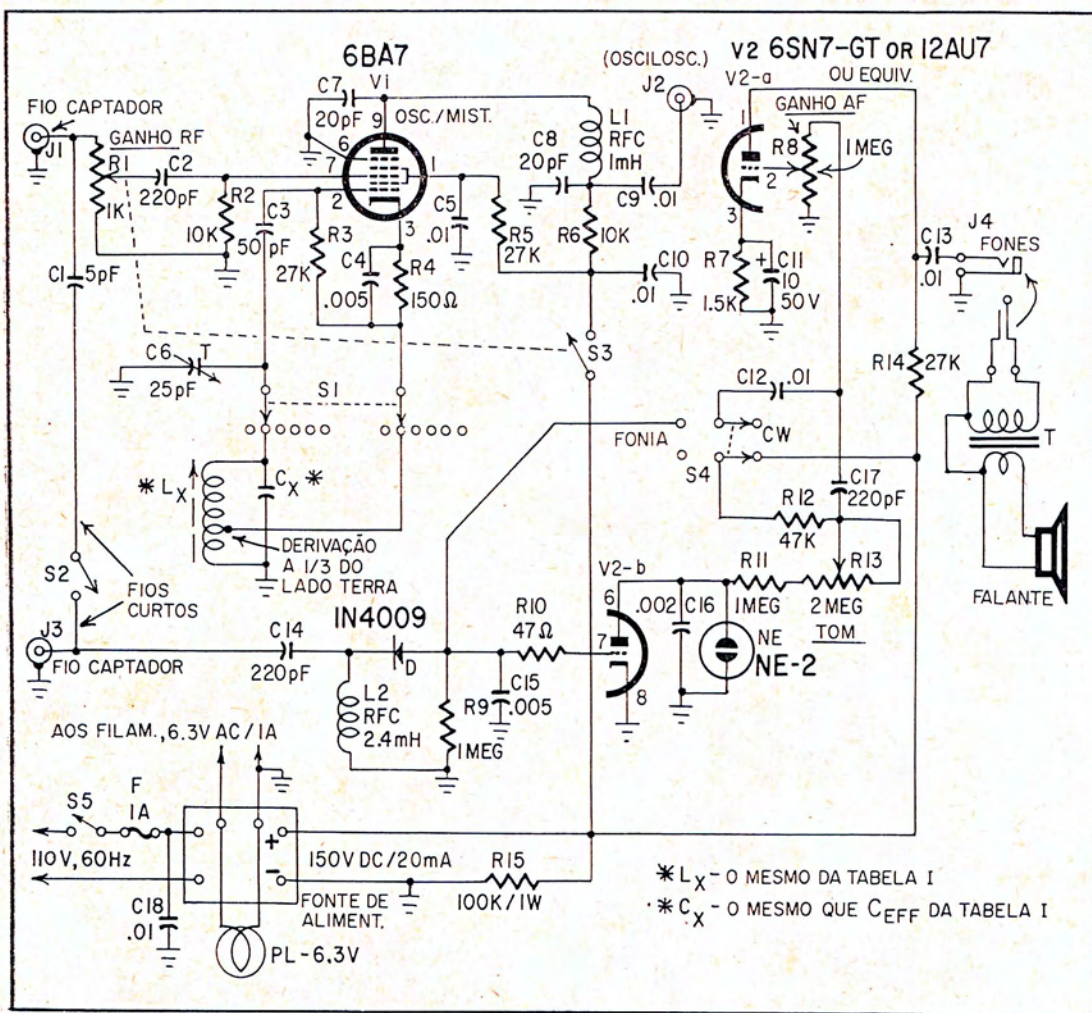 6BA7
V2 6SN7-GT OR 12AU7
OU EQUIV.
V2-a
(OSCILOSC.)
J2
FIO CAPTADOR
J1
GANHO RF
R1
1K
C2
220pF
R2
10K
C1
5pF
C7
20pF
V1
9
OSC./MIST.
6
7
2
1
3
C3
50pF
R3
27K
C4
.005
R4
150Ω
C5
.01
R5
27K
L1
RFC
1mH
C8
20pF
C9 .01
R6
10K
C10
.01
S3
GANHO AF
R8
1 MEG
1
2
3
R7
1.5K
+
C11
10
50V
C13
.01
J4
FONES
R14
27K
T
FALANTE
C6
T
25pF
S1
*LX
CX*
DERIVAÇÃO
A 1/3 DO
LADO TERRA
C12 .01
FONIA
CW
S4
C17
220pF
R12
47K
R11
1MEG
R13
2 MEG
TOM
S2
FIOS
CURTOS
J3
FIO CAPTADOR
C14
220pF
1N4009
D
L2
RFC
2.4mH
R9
1MEG
C15
.005
R10
47Ω
V2-b
6
7
8
.002 C16
NE
NE-2
AOS FILAM., 6.3V AC/1A
S5
F
1A
110V, 60Hz
C18
.01
+
-
150V DC/20mA
FONTE DE
ALIMENT.
R15
100K/1W
PL-6.3V
*LX - O MESMO DA TABELA I
*CX - O MESMO QUE CEFF DA TABELA I